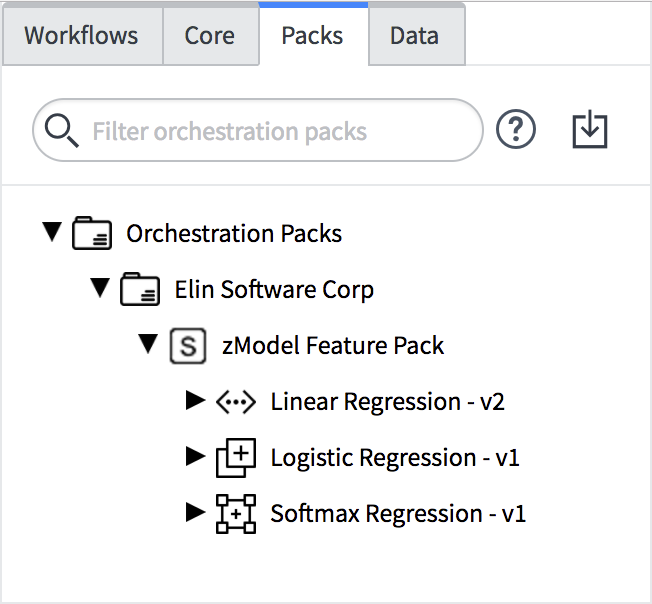 Workflows Core Packs Data
Filter orchestration packs ?
Orchestration Packs
Elin Software Corp
S zModel Feature Pack
Linear Regression - v2
Logistic Regression - v1
Softmax Regression - v1